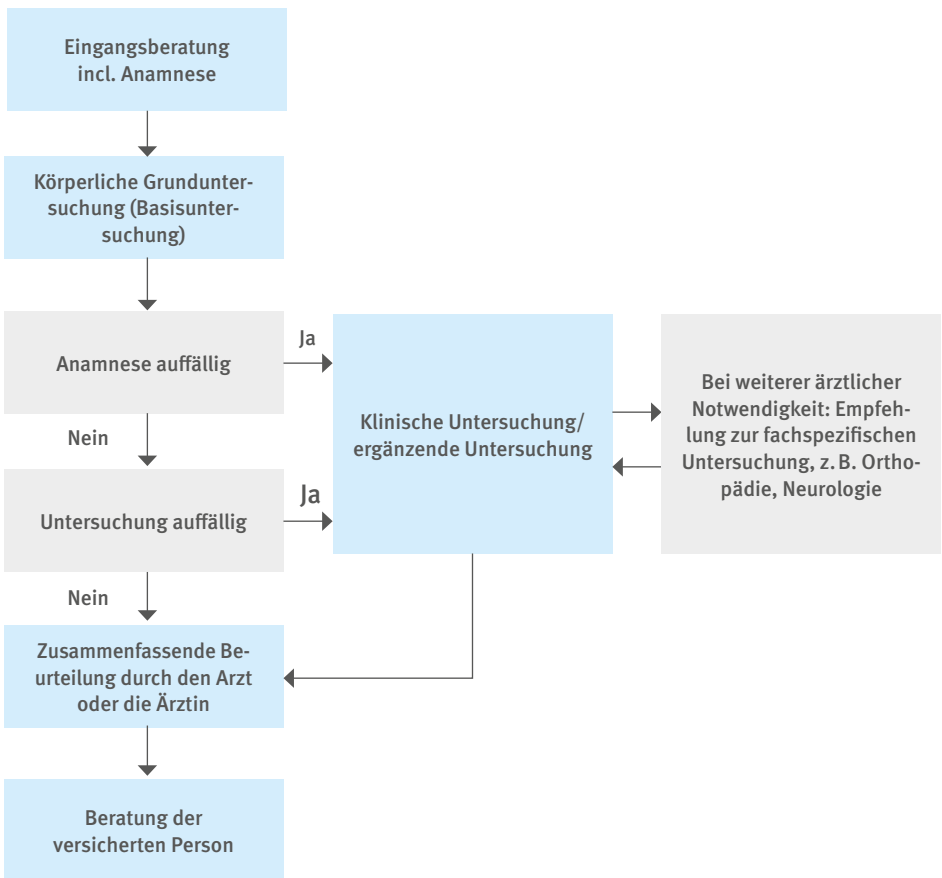 Eingangsberatung
incl. Anamnese
Körperliche Grundunter-
suchung (Basisunter-
suchung)
Anamnese auffällig
Ja
Nein
Klinische Untersuchung/
ergänzende Untersuchung
Bei weiterer ärztlicher
Notwendigkeit: Empfeh-
lung zur fachspezifischen
Untersuchung, z. B. Ortho-
pädie, Neurologie
Untersuchung auffällig
Ja
Nein
Zusammenfassende Be-
urteilung durch den Arzt
oder die Ärztin
Beratung der
versicherten Person